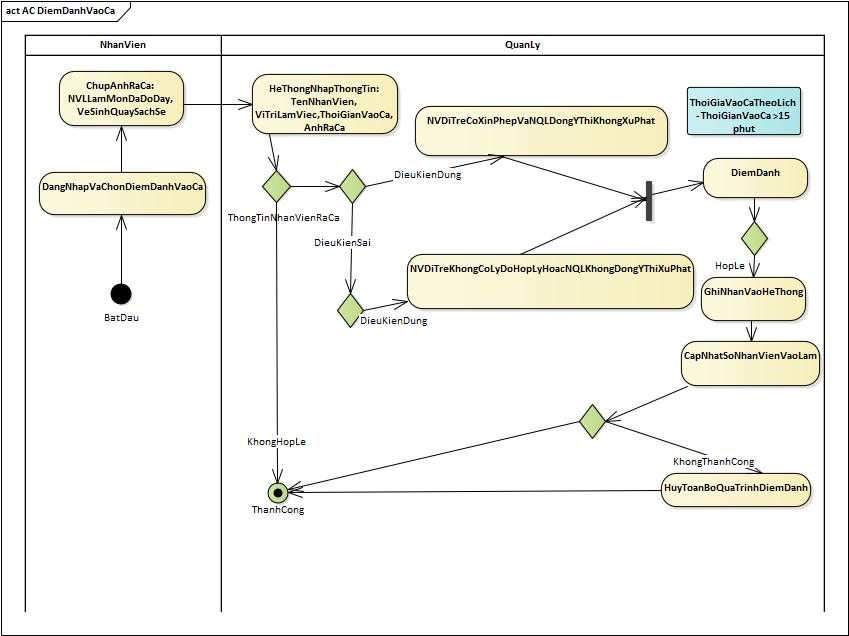 act AC DiemDanhVaoCa
NhanVien
QuanLy
ChupAnhRaCa:
NVLLamMonDaDoDay,
VeSinhQuaySachSe
HeThongNhapThongTin:
TenNhanVien,
ViTriLamViec,ThoiGianVaoCa,
AnhRaCa
NVDiTreCoXinPhepVaNQLDongYThiKhongXuPhat
ThoiGiaVaoCaTheoLich
- ThoiGianVaoCa >15
phut
DangNhapVaChonDiemDanhVaoCa
DieuKienDung
DiemDanh
ThongTinNhanVienRaCa
DieuKienSai
HopLe
NVDiTreKhongCoLyDoHopLyHoacNQLKhongDongYThiXuPhat
GhiNhanVaoHeThong
BatDau
DieuKienDung
CapNhatSoNhanVienVaoLam
KhongHopLe
KhongThanhCong
HuyToanBoQuaTrinhDiemDanh
ThanhCong